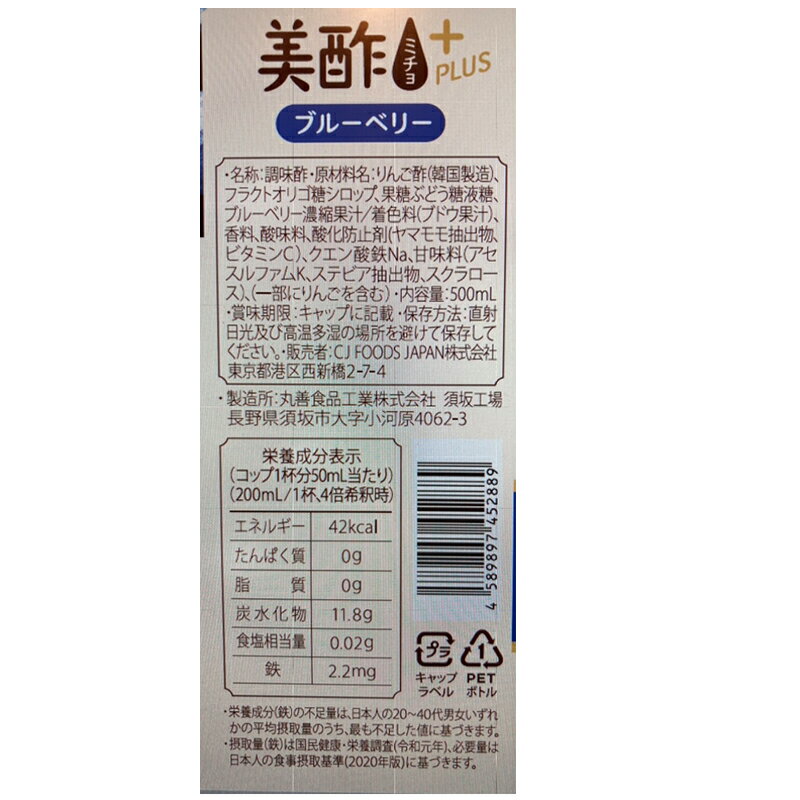 美酢 ミチョ +PLUS
ブルーベリー
・名称:調味酢・原材料名:りんご酢(韓国製造)、
フラクトオリゴ糖シロップ、果糖ぶどう糖液糖、
ブルーベリー濃縮果汁/着色料(ブドウ果汁)、
香料、酸味料、酸化防止剤(ヤマモモ抽出物、
ビタミンC)、クエン酸鉄Na、甘味料(アセ
スルファムK、ステビア抽出物、スクラロー
ス)、(一部にりんごを含む)・内容量:500mL
・賞味期限:キャップに記載・保存方法:直射
日光及び高温多湿の場所を避けて保存して
ください。・販売者:CJ FOODS JAPAN株式会社
東京都港区西新橋2-7-4
・製造所:丸善食品工業株式会社 須坂工場
長野県須坂市大字小河原4062-3
栄養成分表示
(コップ1杯分50mL当たり)
(200mL/1杯、4倍希釈時)
エネルギー 42kcal
たんぱく質 0g
脂質 0g
炭水化物 11.8g
食塩相当量 0.02g
鉄 2.2mg
4 589897 452889
プラ 1
キャップ PET
ラベル ボトル
・栄養成分(鉄)の不足量は、日本人の20〜40代男女いずれ
かの平均摂取量のうち、最も不足した値に基づきます。
・摂取量(鉄)は国民健康・栄養調査(令和元年)、必要量は
日本人の食事摂取基準(2020年版)に基づきます。